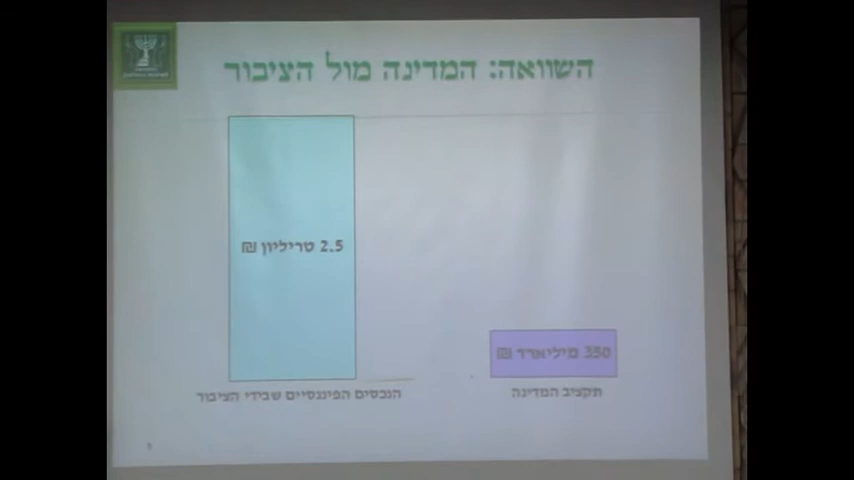 השוואה: המדינה מול הציבור
350 מיליארד ₪
2.5 טריליון ₪
תקציב המדינה
הנכסים הפיננסיים שבידי הציבור